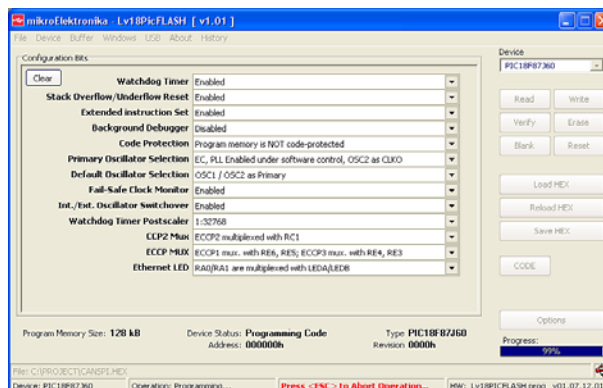 mikroElektronika - Lv18PicFLASH [ v1.01 ]
File Device Buffer Windows USB About History
Configuration Bits
Clear
Watchdog Timer Enabled
Stack Overflow/Underflow Reset Enabled
Extended instruction Set Enabled
Background Debugger Disabled
Code Protection Program memory is NOT code-protected
Primary Oscillator Selection EC, PLL Enabled under software control, OSC2 as CLKO
Default Oscillator Selection OSC1 / OSC2 as Primary
Fail-Safe Clock Monitor Enabled
Int./Ext. Oscillator Switchover Enabled
Watchdog Timer Postscaler 1:32768
CCP2 Mux ECCP2 multiplexed with RC1
ECCP MUX ECCP1 mux. with RE6, RE5; ECCP3 mux. with RE4, RE3
Ethernet LED RA0/RA1 are multiplexed with LEDA/LEDB
Device
PIC18F87J60
Read Write
Verify Erase
Blank Reset
Load HEX
Reload HEX
Save HEX
CODE
Options
Program Memory Size: 128 kB Device Status: Programming Code Type PIC18F87J60
Address: 000000h Revision 0000h
Progress:
99%
File: C:\PROJECT\CANSPI.HEX
Device: PIC18F87J60 Operation: Programming... Press <ESC> to Abort Operation... HW: Lv18PICFLASH prog. v01.07.12.01